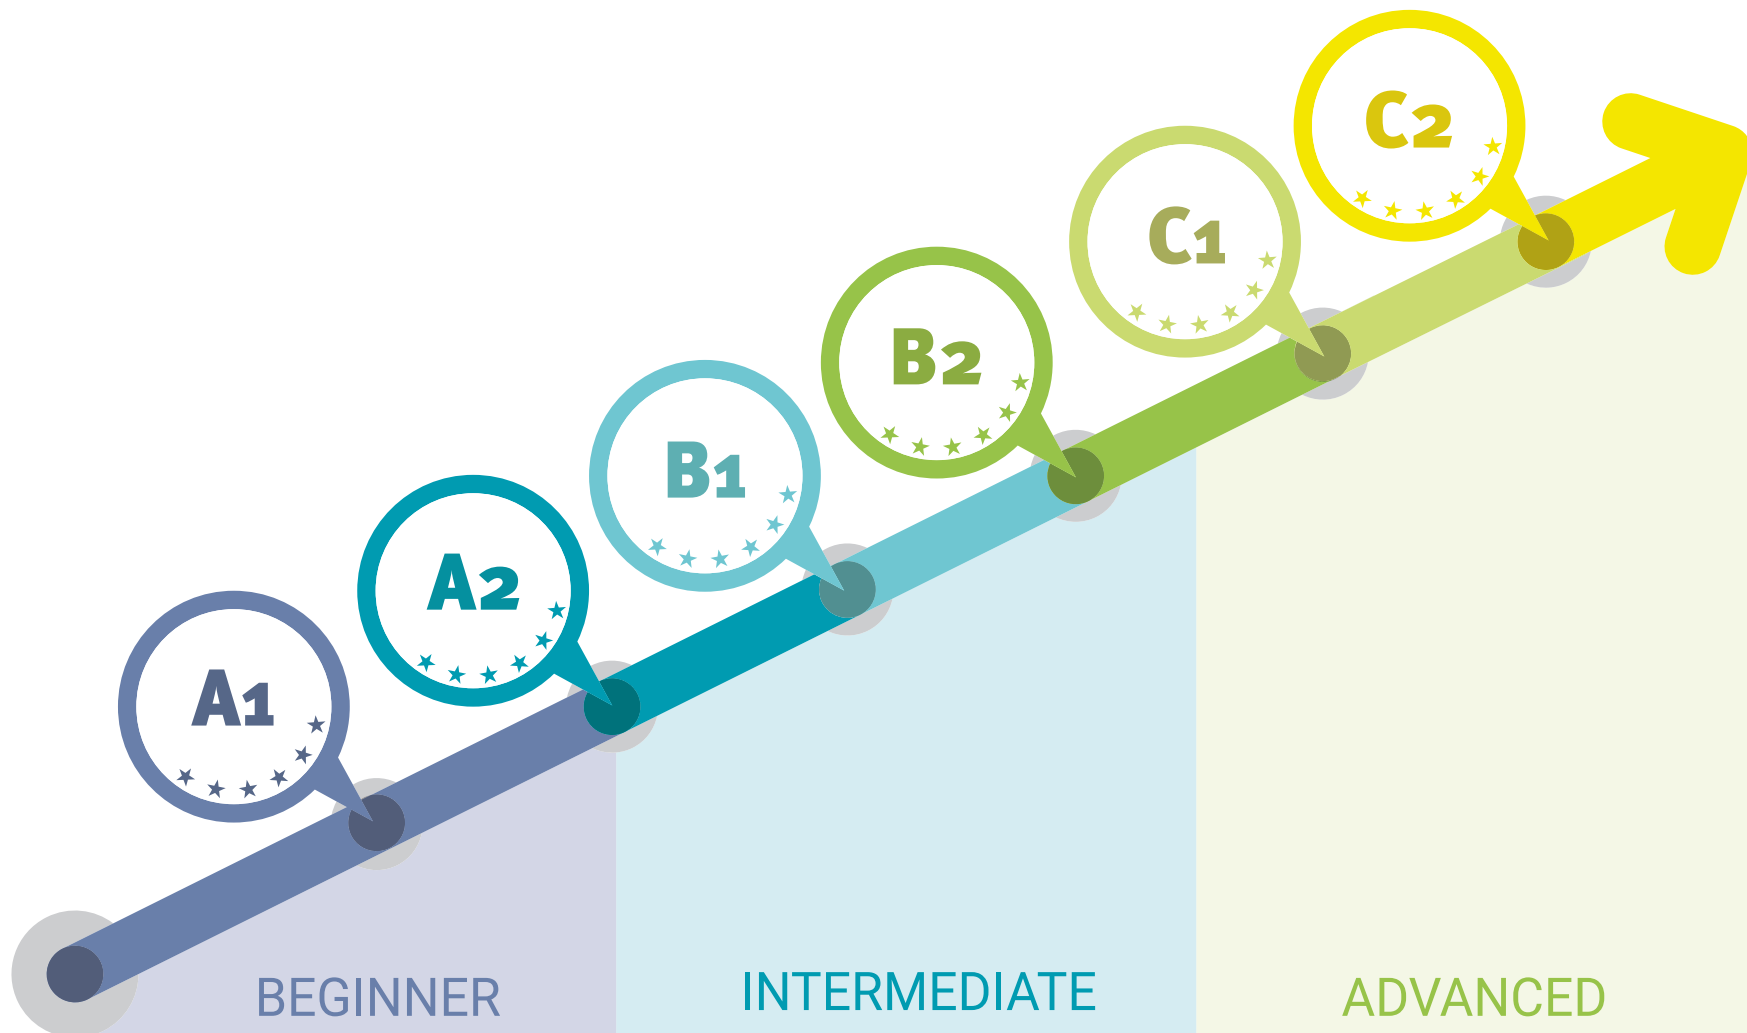 A1
A2
B1
B2
C1
C2
BEGINNER
INTERMEDIATE
ADVANCED